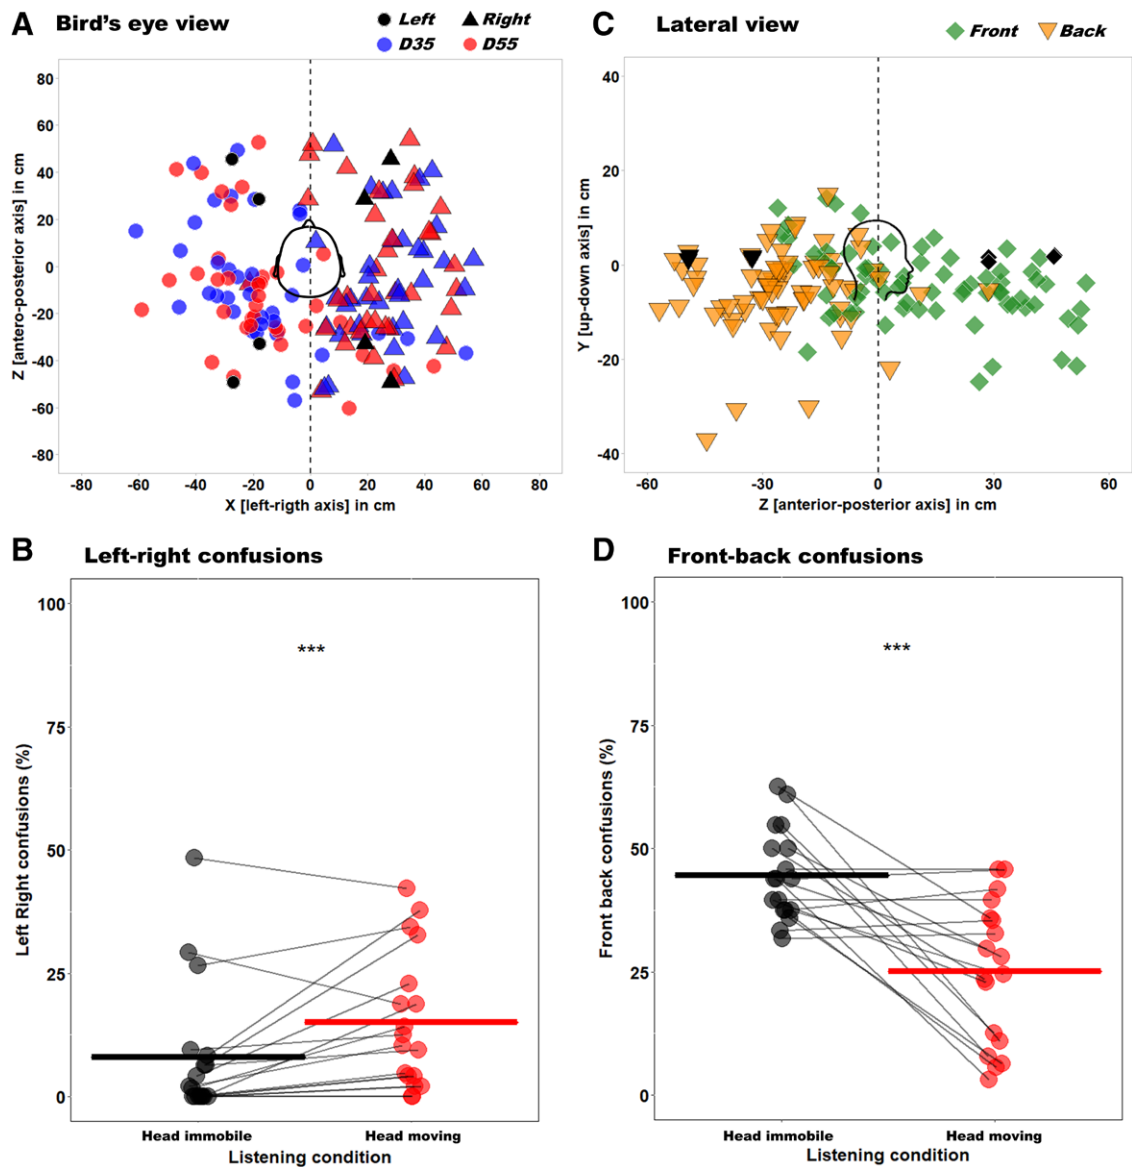 A Bird's eye view
Left Right
D35 D55
Z [antero-posterior axis] in cm
80
60
40
20
0
-20
-40
-60
-80
-80 -60 -40 -20 0 20 40 60 80
X [left-rigth axis] in cm
C Lateral view
Front Back
Y [up-down axis] in cm
40
20
0
-20
-40
-60 -30 0 30 60
Z [anterior-posterior axis] in cm
B Left-right confusions
***
Left Right confusions (%)
100
75
50
25
0
Head immobile Head moving
Listening condition
D Front-back confusions
***
Front back confusions (%)
100
75
50
25
0
Head immobile Head moving
Listening condition